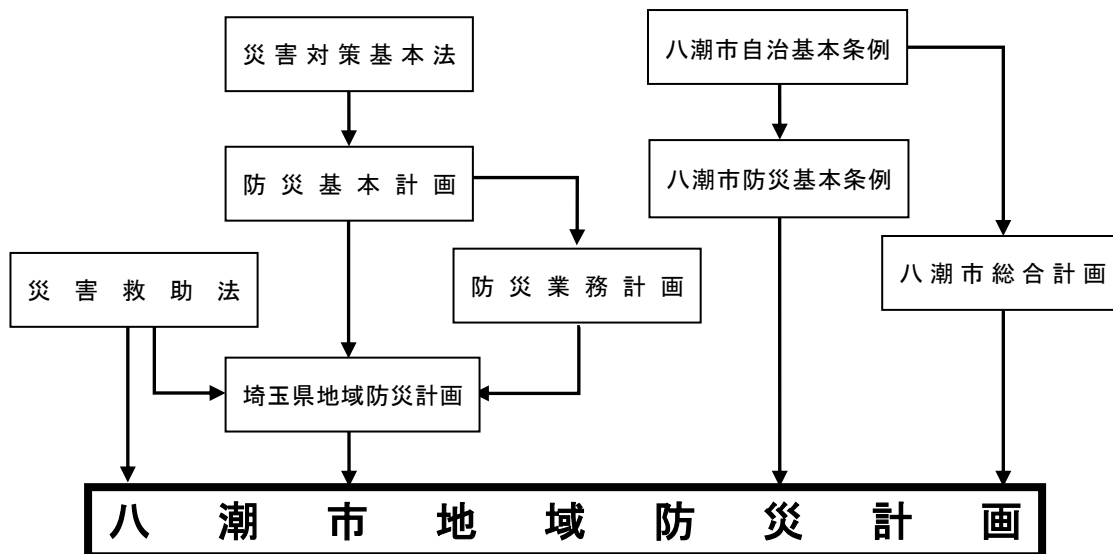 災害対策基本法
八潮市自治基本条例
防災基本計画
八潮市防災基本条例
災害救助法
防災業務計画
八潮市総合計画
埼玉県地域防災計画
八潮市地域防災計画